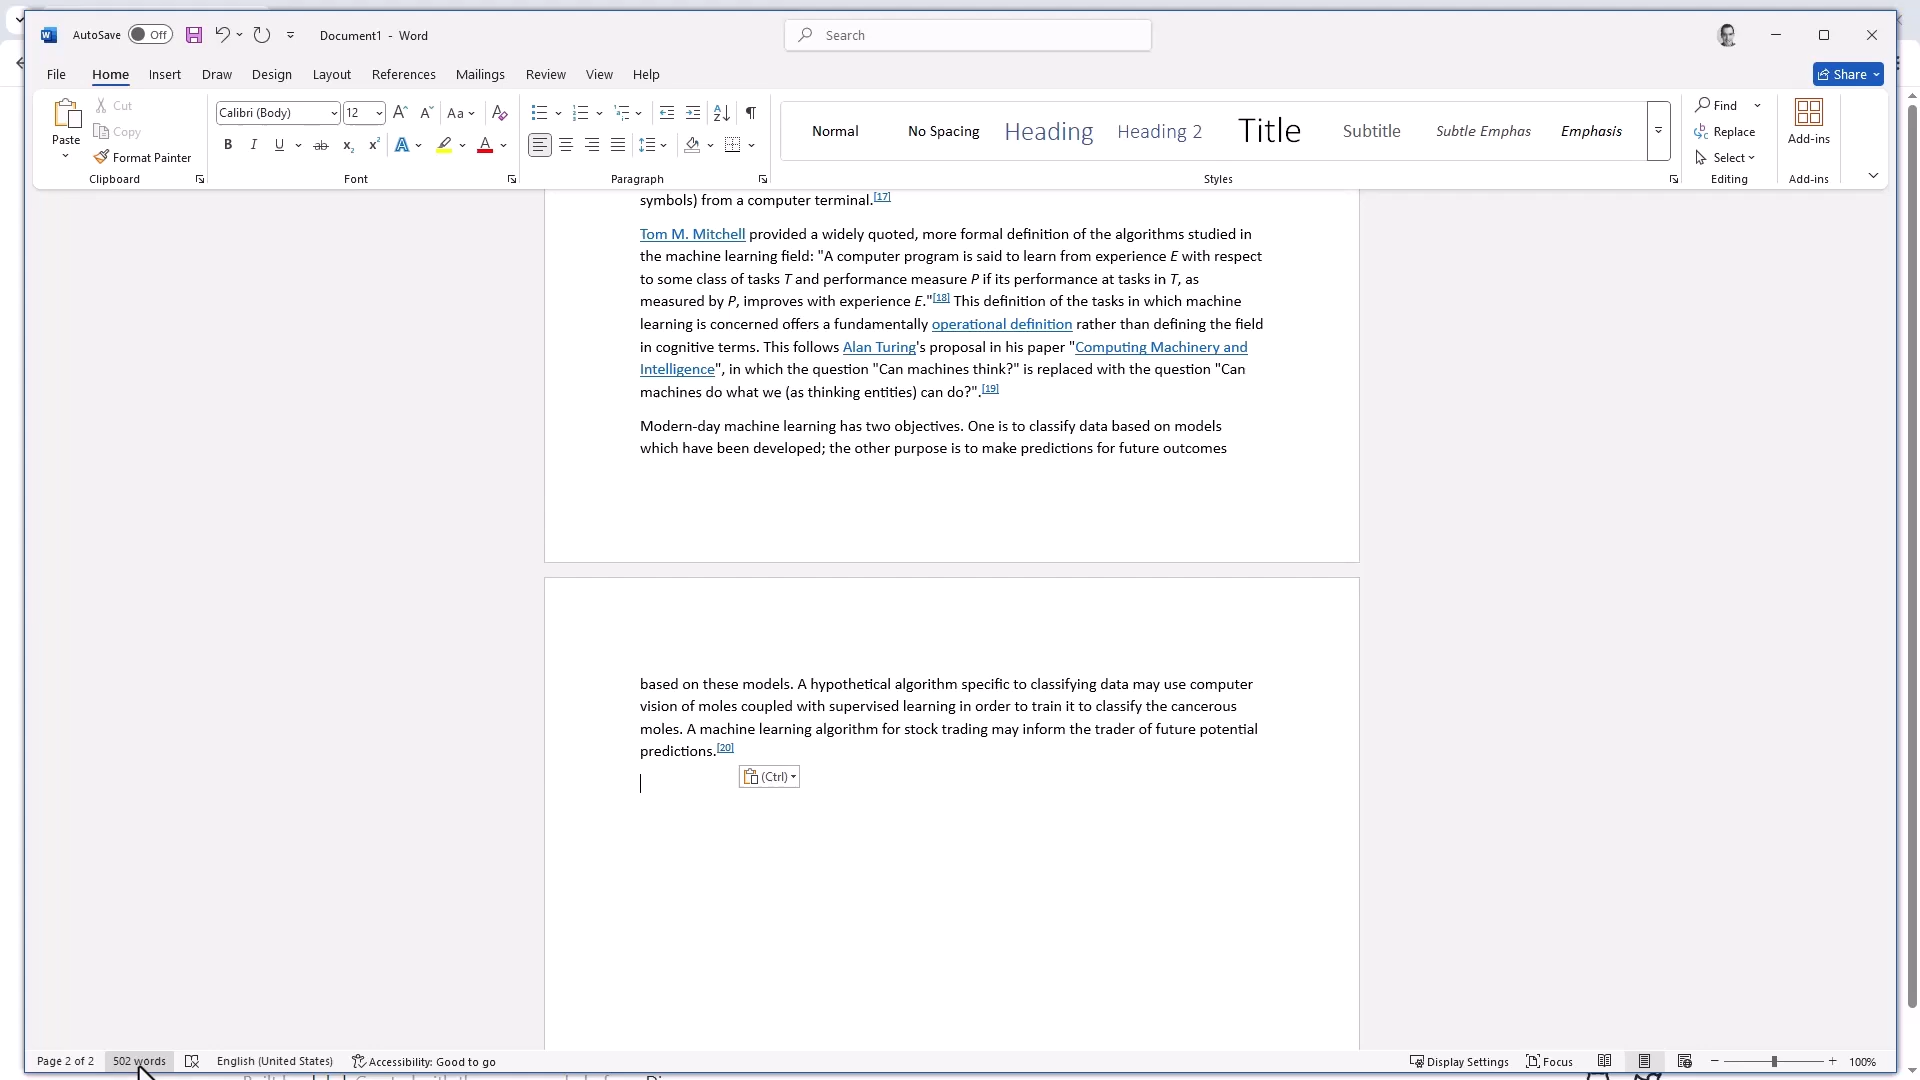 AutoSave Off Document1 - Word Search
File Home Insert Draw Design Layout References Mailings Review View Help Share
Paste Cut Copy Format Painter Clipboard
Calibri (Body) 12 Aa Font
Paragraph
Normal No Spacing Heading Heading 2 Title Subtitle Subtle Emphas Emphasis
Styles
Find
Replace
Select
Editing
Add-ins
Add-ins
symbols) from a computer terminal.[17]
Tom M. Mitchell provided a widely quoted, more formal definition of the algorithms studied in
the machine learning field: "A computer program is said to learn from experience E with respect
to some class of tasks T and performance measure P if its performance at tasks in T, as
measured by P, improves with experience E."[18] This definition of the tasks in which machine
learning is concerned offers a fundamentally operational definition rather than defining the field
in cognitive terms. This follows Alan Turing's proposal in his paper "Computing Machinery and
Intelligence", in which the question "Can machines think?" is replaced with the question "Can
machines do what we (as thinking entities) can do?".[19]
Modern-day machine learning has two objectives. One is to classify data based on models
which have been developed; the other purpose is to make predictions for future outcomes
based on these models. A hypothetical algorithm specific to classifying data may use computer
vision of moles coupled with supervised learning in order to train it to classify the cancerous
moles. A machine learning algorithm for stock trading may inform the trader of future potential
predictions.[20]
(Ctrl)
Page 2 of 2 502 words English (United States) Accessibility: Good to go Display Settings Focus 100%